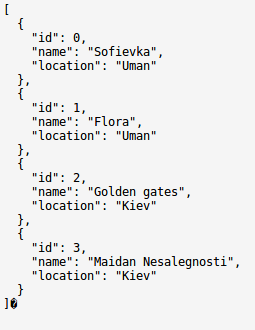 [
  {
    "id": 0,
    "name": "Sofievka",
    "location": "Uman"
  },
  {
    "id": 1,
    "name": "Flora",
    "location": "Uman"
  },
  {
    "id": 2,
    "name": "Golden gates",
    "location": "Kiev"
  },
  {
    "id": 3,
    "name": "Maidan Nesalegnosti",
    "location": "Kiev"
  }
]�